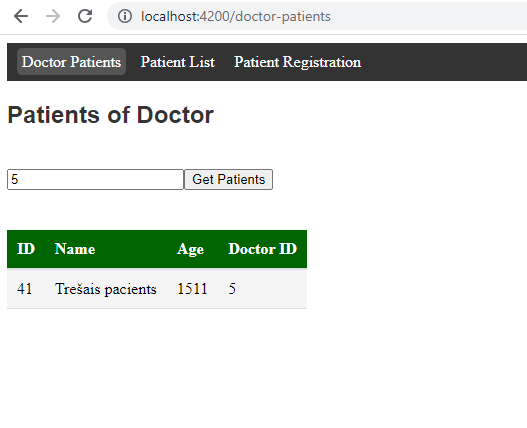 localhost:4200/doctor-patients
Doctor Patients Patient List Patient Registration
Patients of Doctor
5 Get Patients
ID Name Age Doctor ID
41 Trešais pacients 1511 5